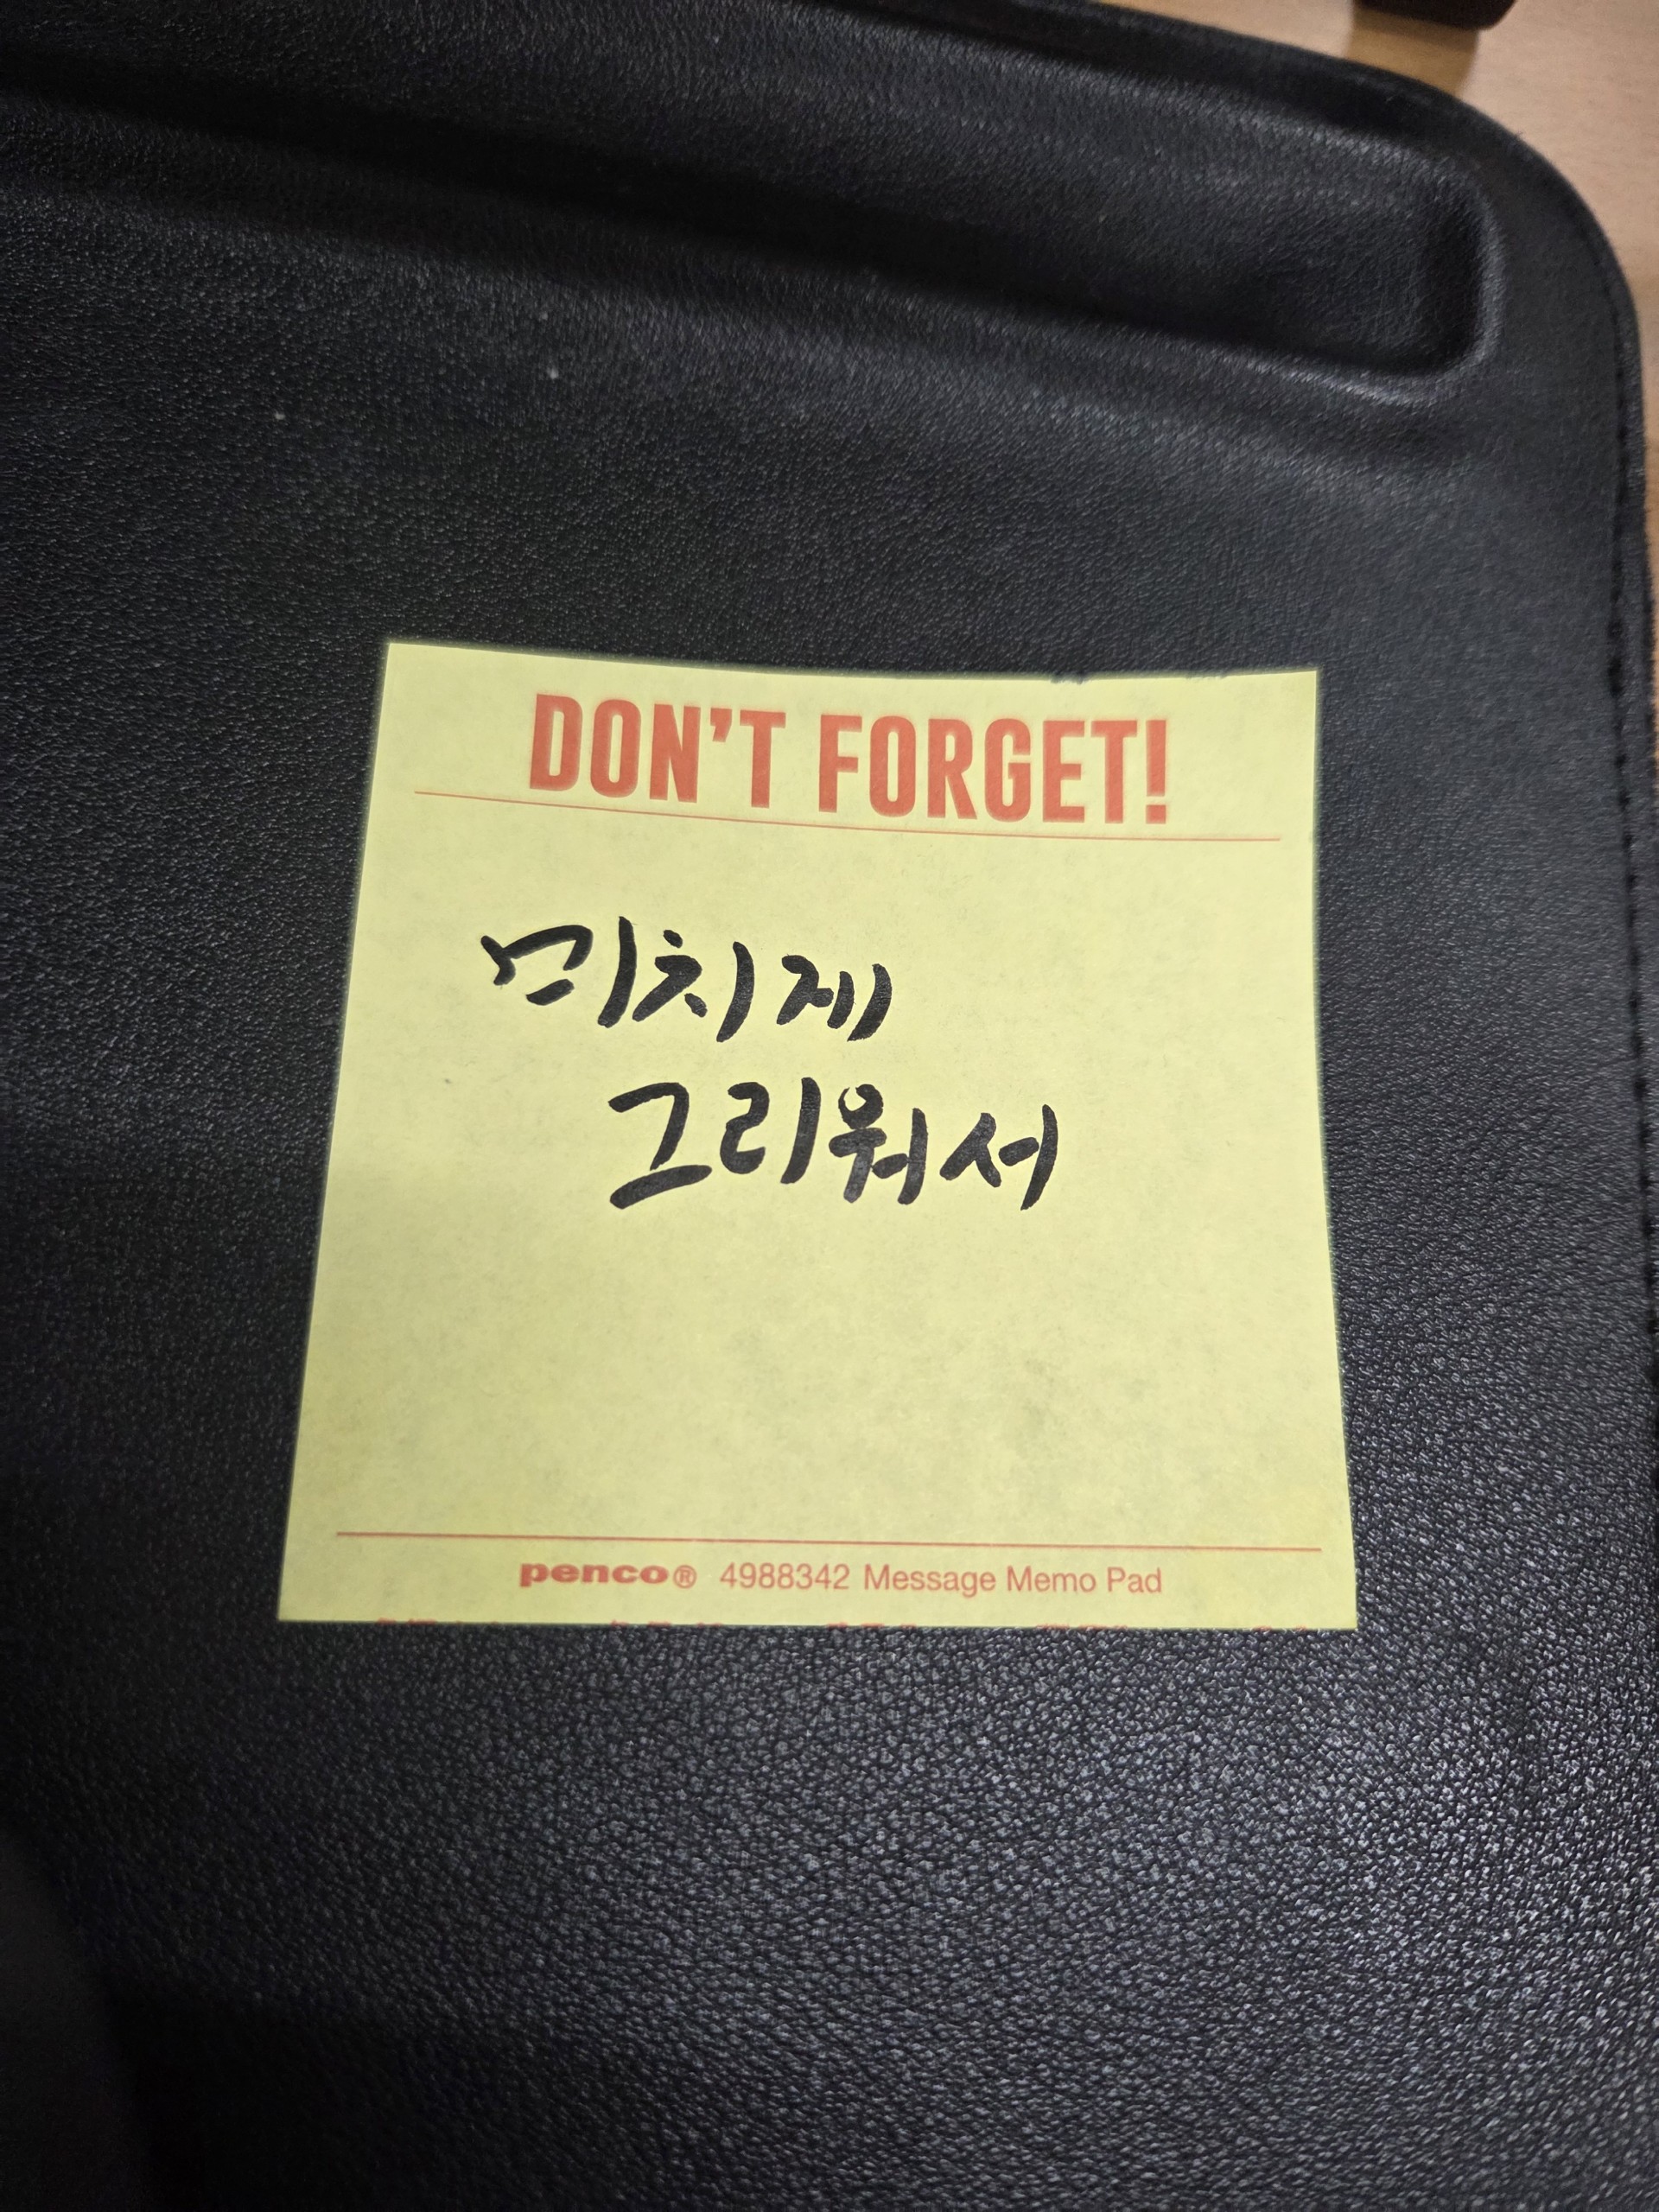 DON'T FORGET!
미치게
그리워서
penco® 4988342 Message Memo Pad